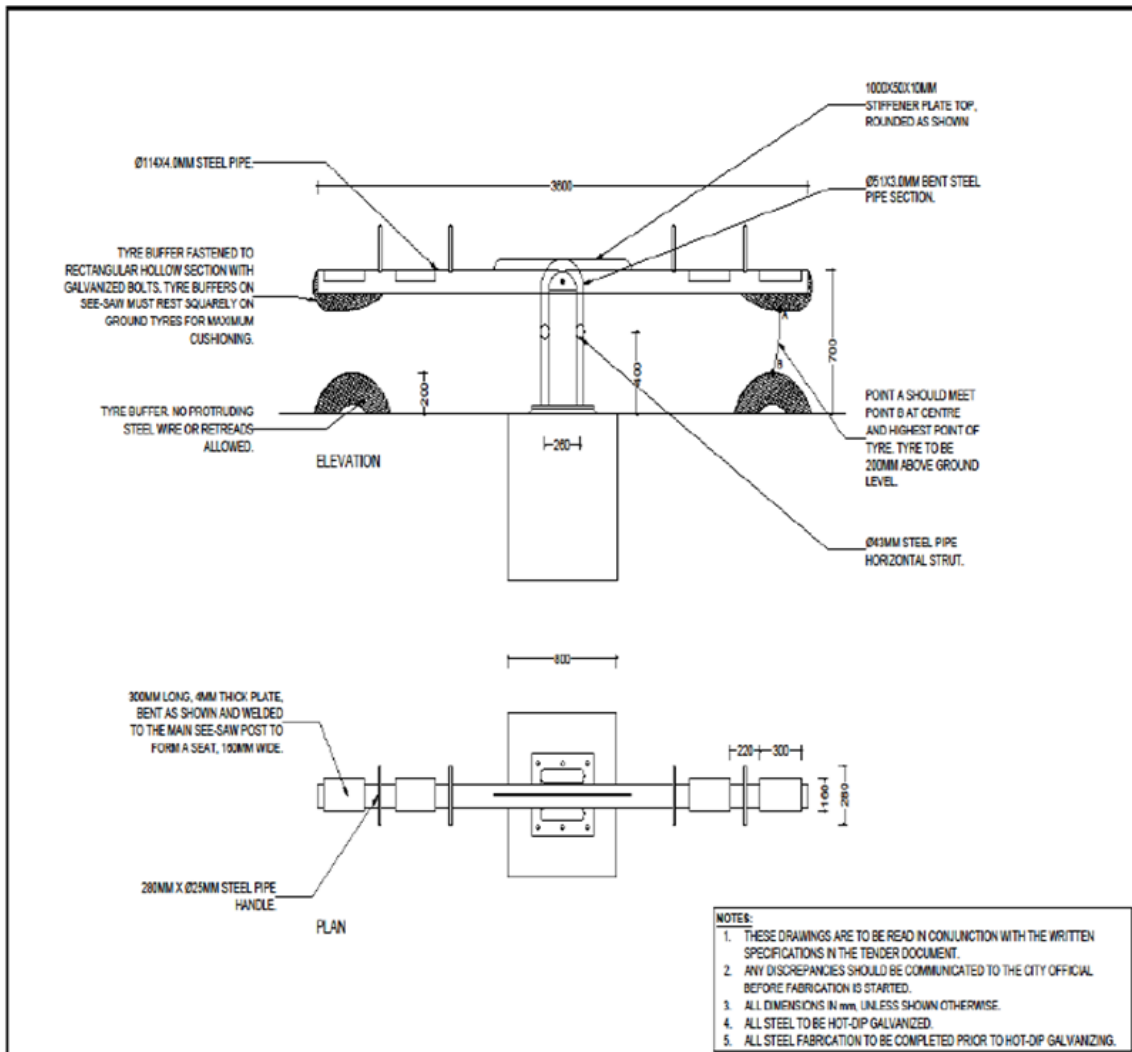 1000X50X10MM
STIFFENER PLATE TOP,
ROUNDED AS SHOWN
Ø114X4.0MM STEEL PIPE.
3600
Ø51X3.0MM BENT STEEL
PIPE SECTION.
TYRE BUFFER FASTENED TO
RECTANGULAR HOLLOW SECTION WITH
GALVANIZED BOLTS. TYRE BUFFERS ON
SEE-SAW MUST REST SQUARELY ON
GROUND TYRES FOR MAXIMUM
CUSHIONING.
A
B
700
400
200
TYRE BUFFER. NO PROTRUDING
STEEL WIRE OR RETREADS
ALLOWED.
POINT A SHOULD MEET
POINT B AT CENTRE
AND HIGHEST POINT OF
TYRE. TYRE TO BE
200MM ABOVE GROUND
LEVEL.
260
ELEVATION
Ø43MM STEEL PIPE
HORIZONTAL STRUT.
800
300MM LONG, 4MM THICK PLATE,
BENT AS SHOWN AND WELDED
TO THE MAIN SEE-SAW POST TO
FORM A SEAT, 160MM WIDE.
220
300
160
280
280MM X Ø25MM STEEL PIPE
HANDLE.
PLAN
NOTES:
1. THESE DRAWINGS ARE TO BE READ IN CONJUNCTION WITH THE WRITTEN
SPECIFICATIONS IN THE TENDER DOCUMENT.
2. ANY DISCREPANCIES SHOULD BE COMMUNICATED TO THE CITY OFFICIAL
BEFORE FABRICATION IS STARTED.
3. ALL DIMENSIONS IN mm, UNLESS SHOWN OTHERWISE.
4. ALL STEEL TO BE HOT-DIP GALVANIZED.
5. ALL STEEL FABRICATION TO BE COMPLETED PRIOR TO HOT-DIP GALVANIZING.